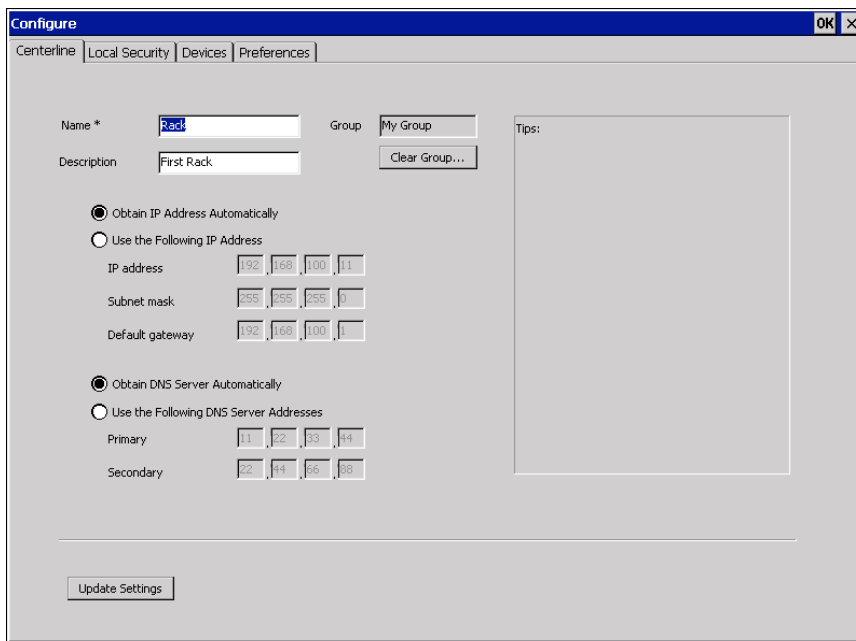 Configure OK ×
Centerline Local Security Devices Preferences
Name * Rack Group My Group Tips:
Description First Rack Clear Group...
Obtain IP Address Automatically
Use the Following IP Address
IP address 192 . 168 . 100 . 11
Subnet mask 255 . 255 . 255 . 0
Default gateway 192 . 168 . 100 . 1
Obtain DNS Server Automatically
Use the Following DNS Server Addresses
Primary 11 . 22 . 33 . 44
Secondary 22 . 44 . 66 . 88
Update Settings